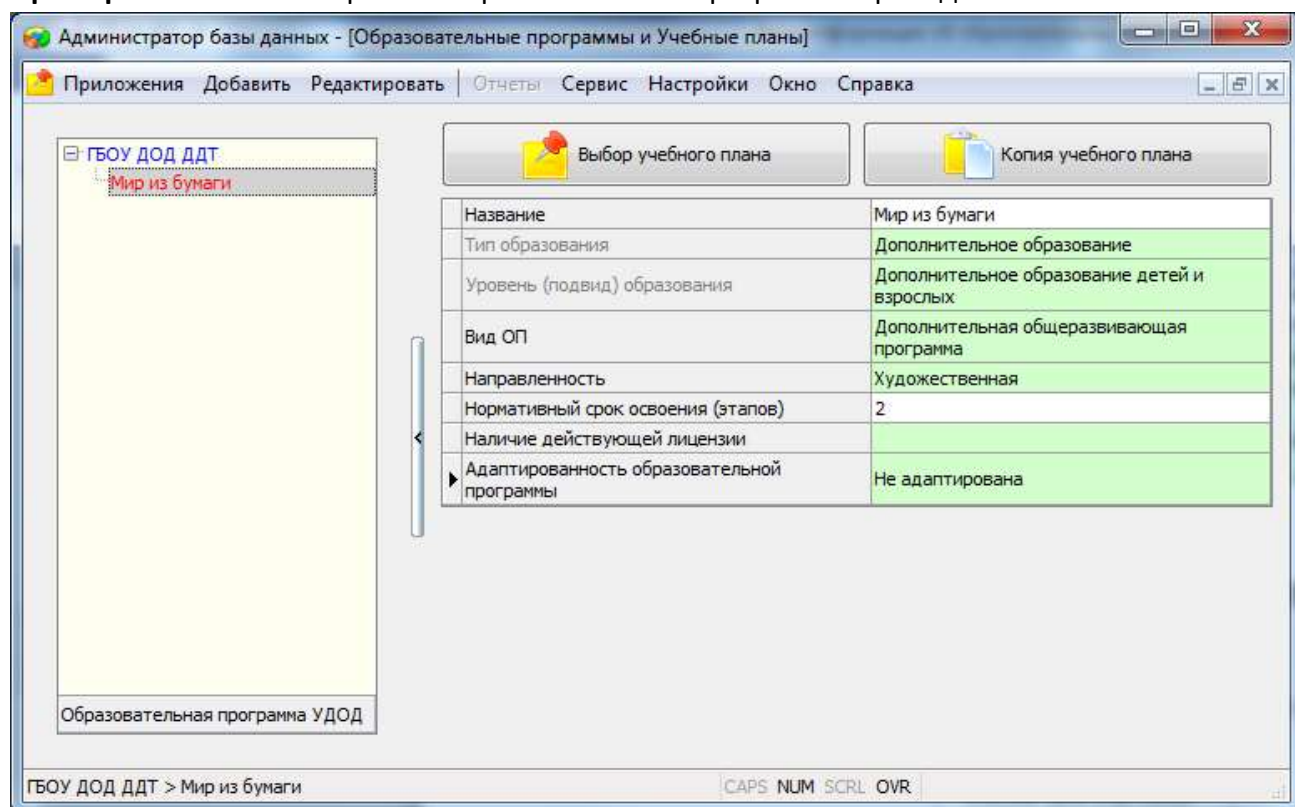 Администратор базы данных - [Образовательные программы и Учебные планы]
Приложения Добавить Редактировать Отчеты Сервис Настройки Окно Справка
ГБОУ ДОД ДДТ
Мир из бумаги
Образовательная программа УДОД
Выбор учебного плана
Копия учебного плана
Название
Мир из бумаги
Тип образования
Дополнительное образование
Уровень (подвид) образования
Дополнительное образование детей и
взрослых
Вид ОП
Дополнительная общеразвивающая
программа
Направленность
Художественная
Нормативный срок освоения (этапов)
2
Наличие действующей лицензии
Адаптированность образовательной
программы
Не адаптирована
ГБОУ ДОД ДДТ > Мир из бумаги
CAPS NUM SCRL OVR